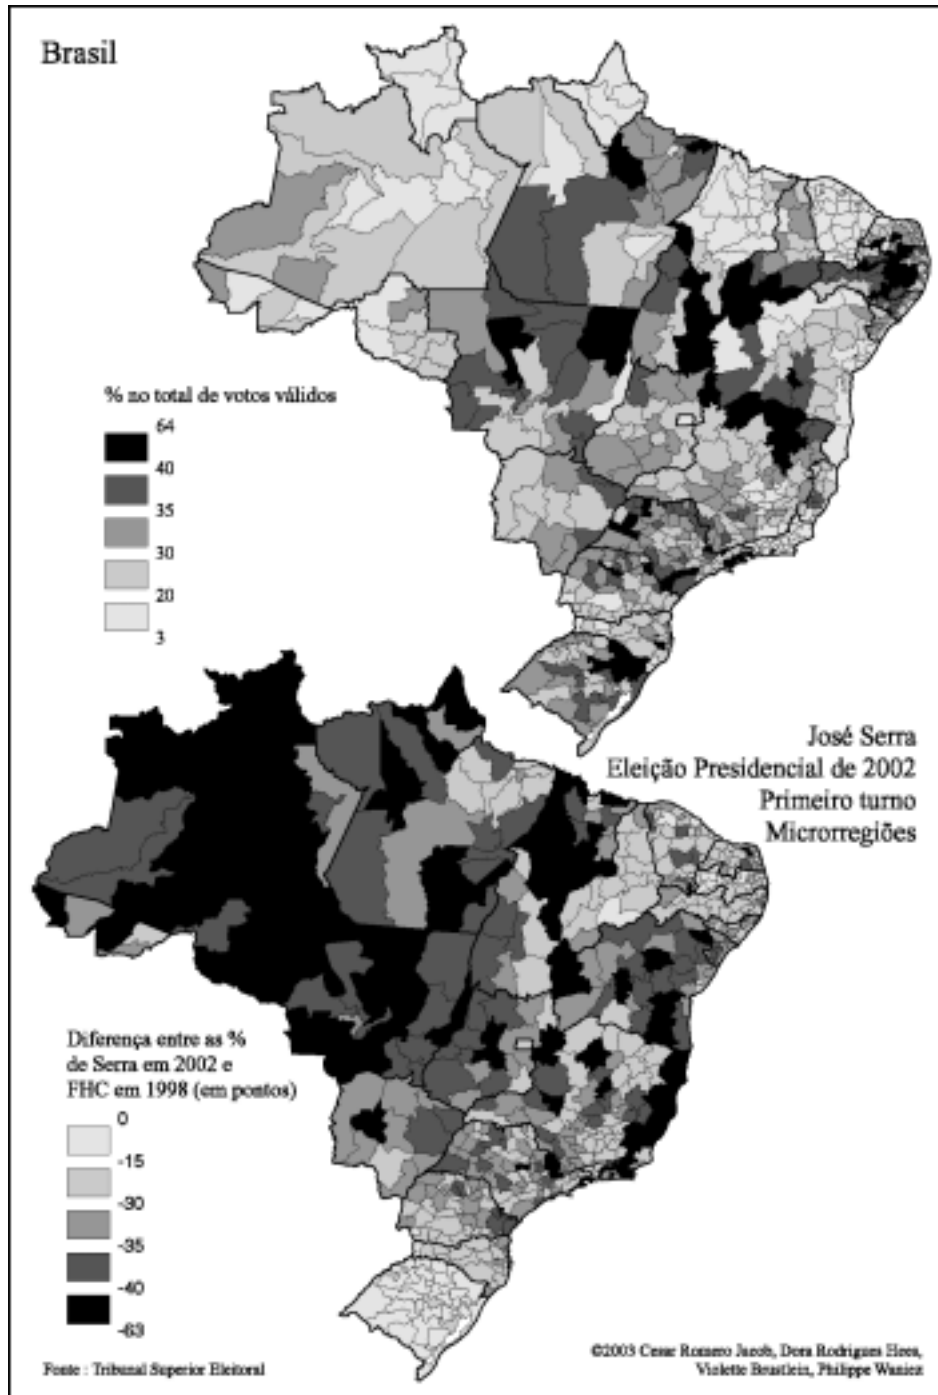 Brasil
% no total de votos válidos
64
40
35
30
20
3
José Serra
Eleição Presidencial de 2002
Primeiro turno
Microrregiões
Diferença entre as %
de Serra em 2002 e
FHC em 1998 (em pontos)
0
-15
-30
-35
-40
-63
Fonte : Tribunal Superior Eleitoral
©2003 Cesar Romero Jacob, Dora Rodrigues Hees,
Violette Brustlein, Philippe Waniez